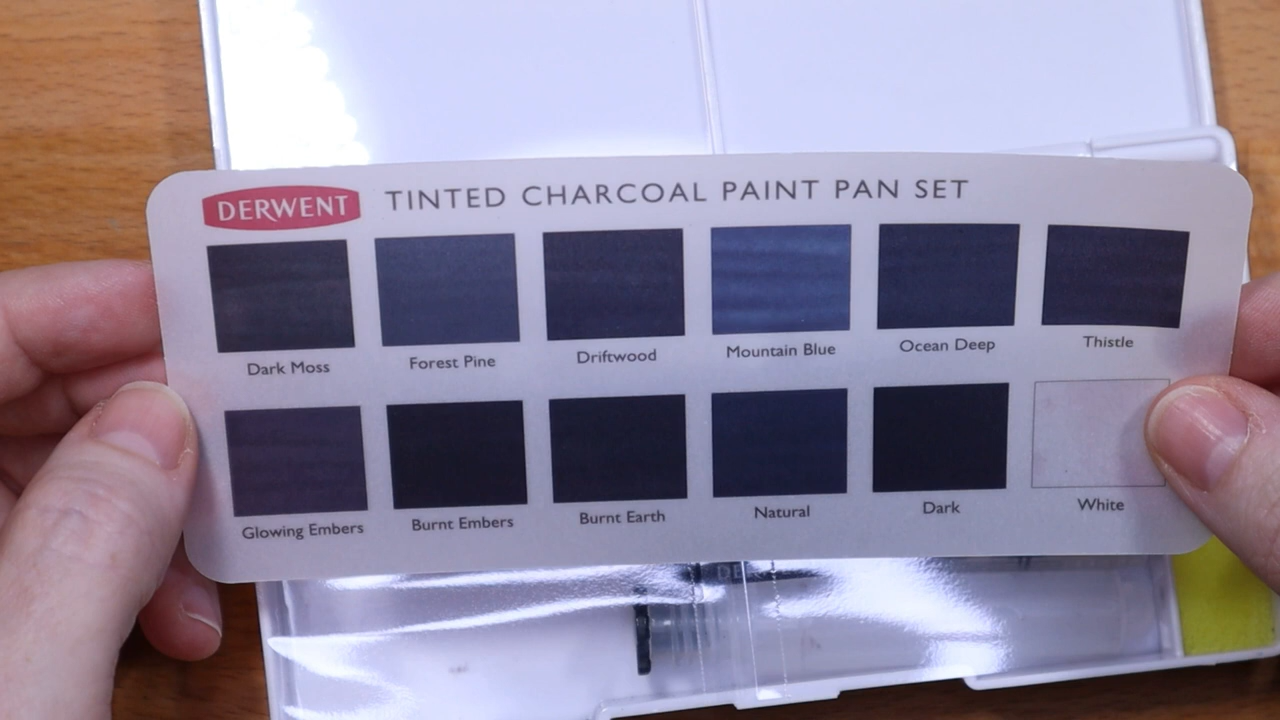 DERWENT TINTED CHARCOAL PAINT PAN SET
Dark Moss Forest Pine Driftwood Mountain Blue Ocean Deep Thistle
Glowing Embers Burnt Embers Burnt Earth Natural Dark White